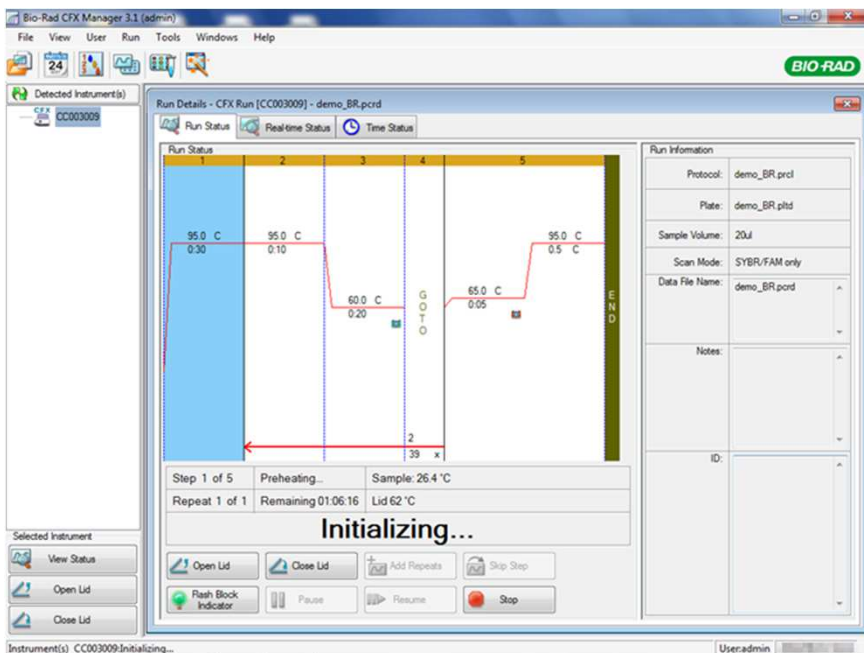 Bio-Rad CFX Manager 3.1 (admin)
File View User Run Tools Windows Help
24
BIO-RAD
Detected Instrument(s)
CFX
CC003009
Run Details - CFX Run [CC003009] - demo_BR.pcrd
Run Status Real-time Status Time Status
Run Status
1 2 3 4 5
95.0 C 95.0 C 95.0 C
0:30 0:10 0.5 C
60.0 C 65.0 C
0:20 0:05
GOTO
END
2
39 x
Step 1 of 5 Preheating... Sample: 26.4 °C
Repeat 1 of 1 Remaining 01:06:16 Lid 62 °C
Initializing...
Open Lid Close Lid Add Repeats Skip Step
Flash Block
Indicator
Pause Resume Stop
Run Information
Protocol: demo_BR.prcl
Plate: demo_BR.pltd
Sample Volume: 20ul
Scan Mode: SYBR/FAM only
Data File Name: demo_BR.pcrd
Notes:
ID:
Selected Instrument
View Status
Open Lid
Close Lid
Instrument(s) CC003009:Initializing... User:admin